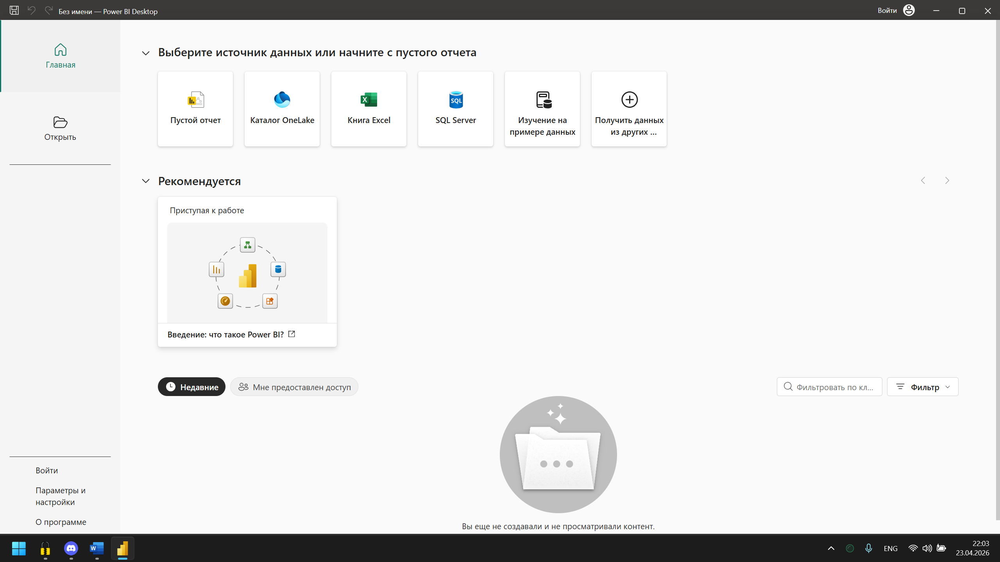 Без имени — Power BI Desktop
Войти
Главная
Открыть
Выберите источник данных или начните с пустого отчета
Пустой отчет
Каталог OneLake
Книга Excel
SQL
SQL Server
Изучение на
примере данных
Получить данных
из других ...
Рекомендуется
Приступая к работе
Введение: что такое Power BI?
Недавние
Мне предоставлен доступ
Фильтровать по кл...
Фильтр
Вы еще не создавали и не просматривали контент.
Войти
Параметры и
настройки
О программе
ENG
22:03
23.04.2026